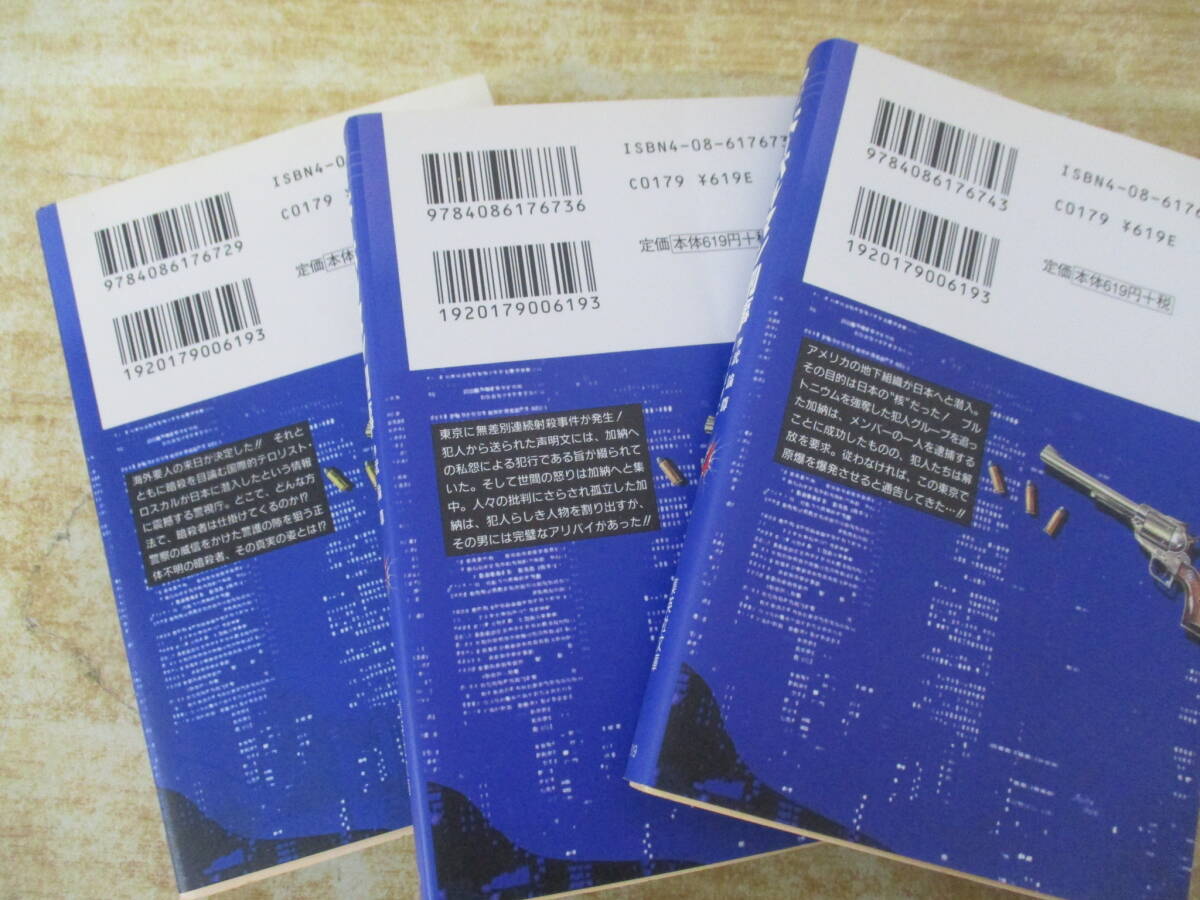 ISBN4-08
9784086176729
C0179 ¥
1920179006193
定価 本体
海外要人の来日が決定した!! それと
ともに暗殺を目論む国際的テロリスト
ロスカルが日本に潜入したという情報
に震撼する警視庁。どこで、どんな方
法で、暗殺者は仕掛けてくるのか!?
警察の威信をかけた警護の隙を狙う正
体不明の暗殺者、その真実の姿とは!?
ISBN4-08-61767
9784086176736
C0179 ¥619E
1920179006193
定価 本体619円+
東京に無差別連続射殺事件が発生!
犯人から送られた声明文には、加納へ
の私怨による犯行である旨が綴られて
いた。そして世間の怒りは加納へと集
中。人々の批判にさらされ孤立した加
納は、犯人らしき人物を割り出すが、
その男には完璧なアリバイがあった!!
ISBN4-08-6176
9784086176743
C0179 ¥619E
1920179006193
定価 本体619円+税
アメリカの地下組織が日本へと潜入。
その目的は日本の“核”だった! プル
トニウムを強奪した犯人グループを追っ
た加納は、メンバーの一人を逮捕する
ことに成功したものの、犯人たちは解
放を要求。従わなければ、この東京で
原爆を爆発させると通告してきた…!!